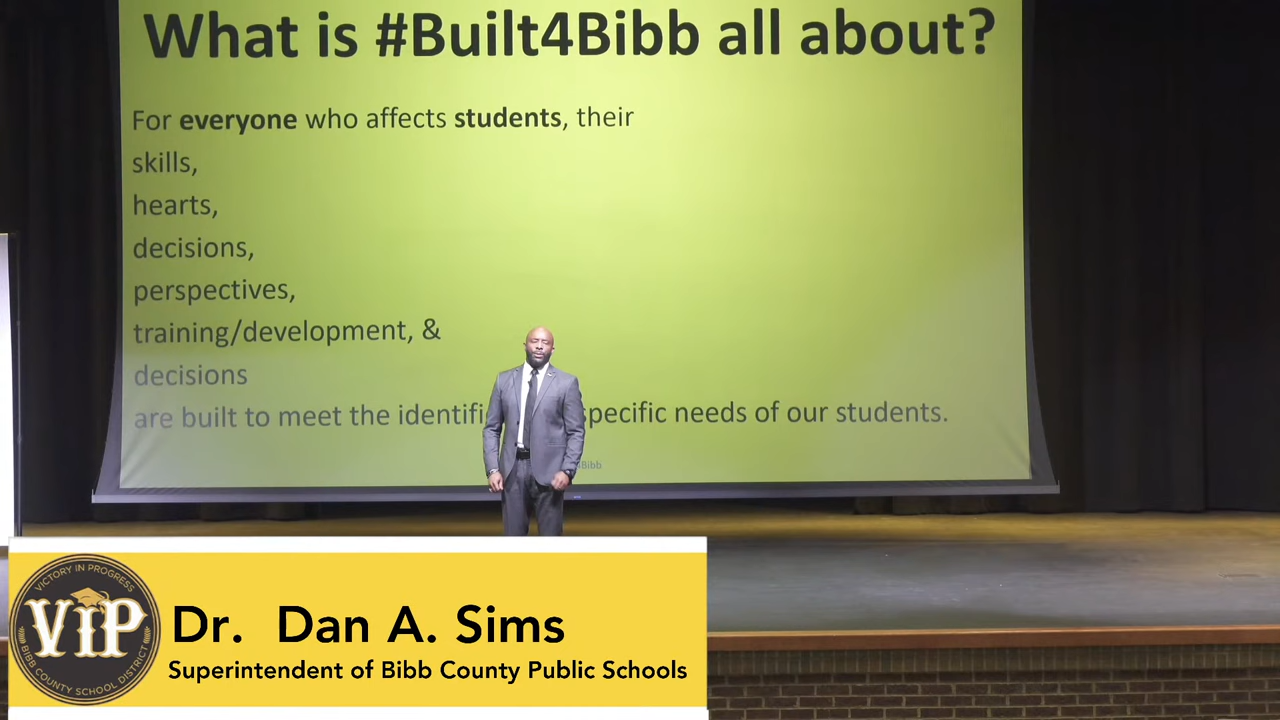 What is #Built4Bibb all about?
For everyone who affects students, their
skills,
hearts,
decisions,
perspectives,
training/development, &
decisions
are built to meet the specific needs of our students.
VICTORY IN PROGRESS
VIP
BIBB COUNTY SCHOOL DISTRICT
Dr. Dan A. Sims
Superintendent of Bibb County Public Schools